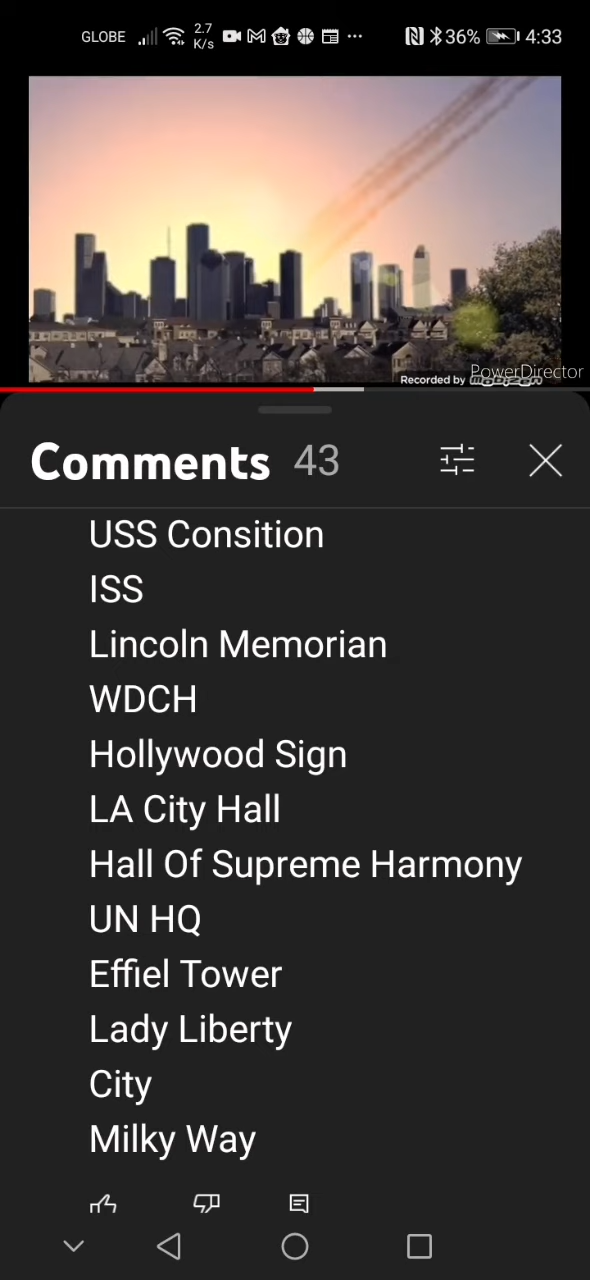 GLOBE 2.7 K/s 36% 4:33
PowerDirector
Recorded by
Comments 43
USS Consition
ISS
Lincoln Memorian
WDCH
Hollywood Sign
LA City Hall
Hall Of Supreme Harmony
UN HQ
Effiel Tower
Lady Liberty
City
Milky Way